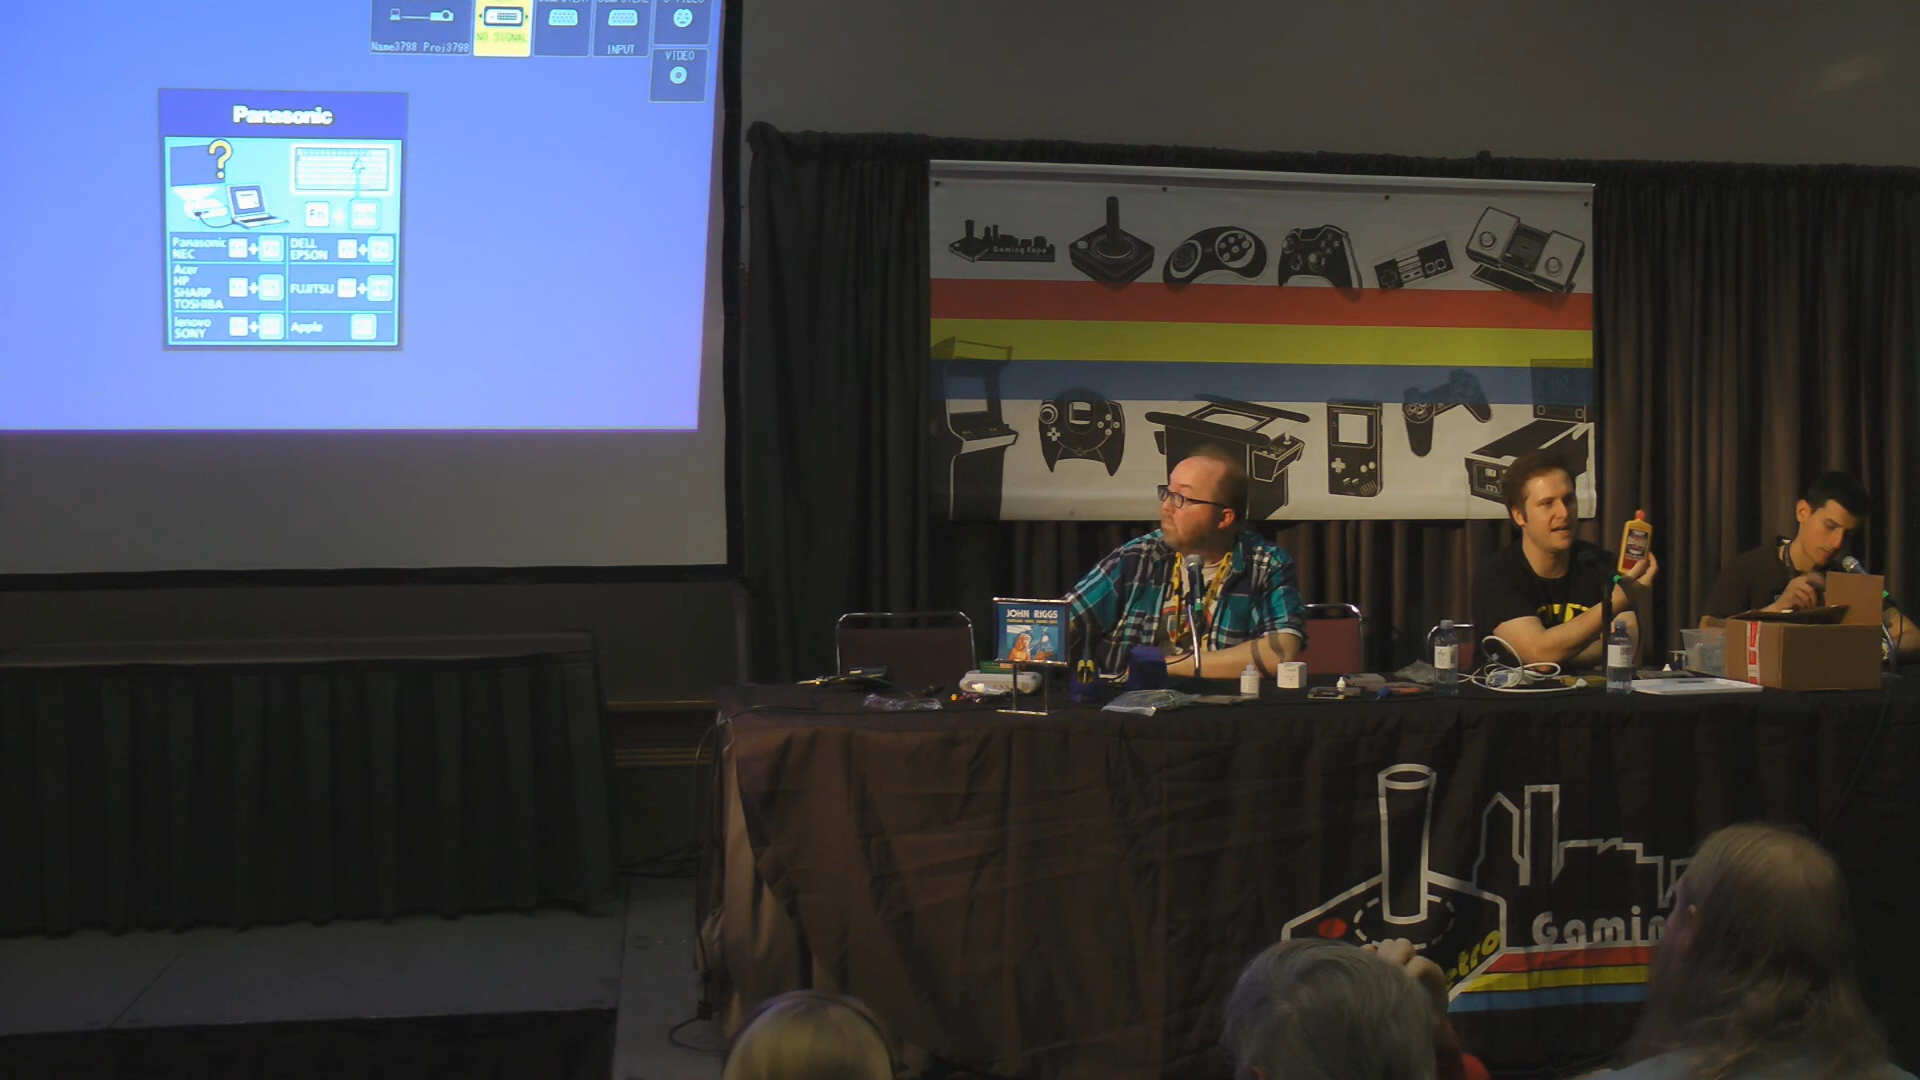 Name3798 Proj3798
NO SIGNAL
INPUT
VIDEO
Panasonic
Fn
Panasonic
NEC
DELL
EPSON
Acer
HP
SHARP
TOSHIBA
FUJITSU
lenovo
SONY
Apple
Gaming Expo
JOHN RIGGS
etro
Gamin